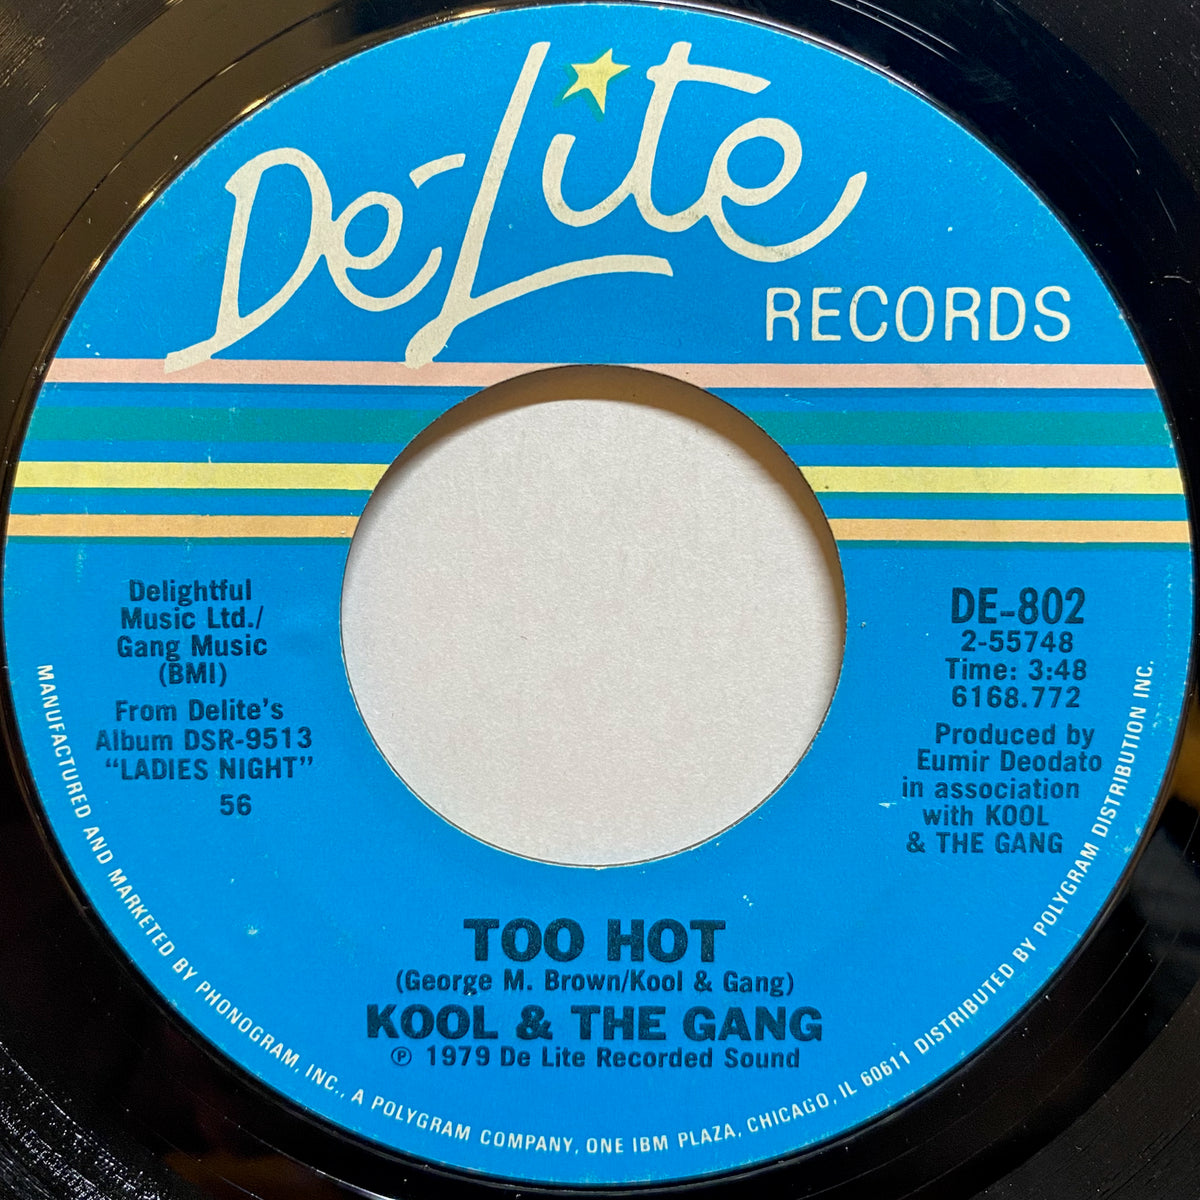 De-Lite
RECORDS
Delightful
Music Ltd./
Gang Music
(BMI)
From Delite's
Album DSR-9513
"LADIES NIGHT"
56
DE-802
2-55748
Time: 3:48
6168.772
Produced by
Eumir Deodato
in association
with KOOL
& THE GANG
TOO HOT
(George M. Brown/Kool & Gang)
KOOL & THE GANG
℗ 1979 De Lite Recorded Sound
MANUFACTURED AND MARKETED BY PHONOGRAM, INC., A POLYGRAM COMPANY, ONE IBM PLAZA, CHICAGO, IL 60611 DISTRIBUTED BY POLYGRAM DISTRIBUTION INC.